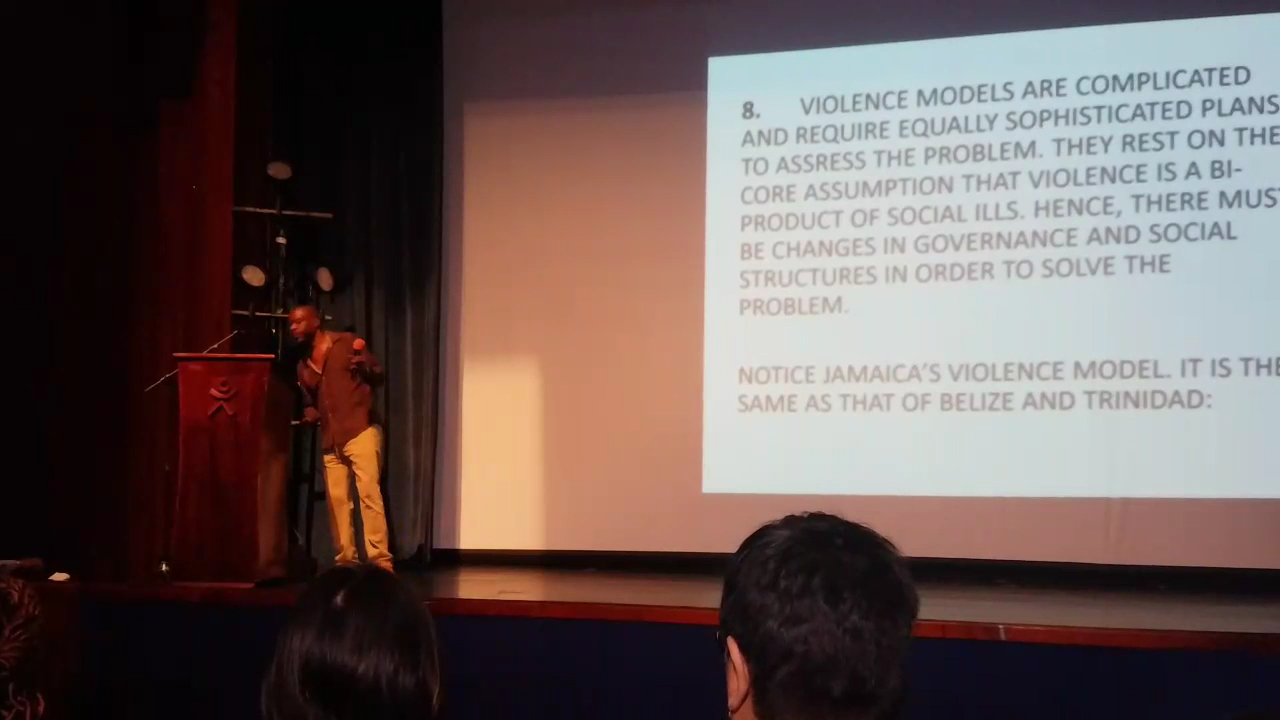 8. VIOLENCE MODELS ARE COMPLICATED
AND REQUIRE EQUALLY SOPHISTICATED PLANS
TO ASSRESS THE PROBLEM. THEY REST ON THE
CORE ASSUMPTION THAT VIOLENCE IS A BI-
PRODUCT OF SOCIAL ILLS. HENCE, THERE MUST
BE CHANGES IN GOVERNANCE AND SOCIAL
STRUCTURES IN ORDER TO SOLVE THE
PROBLEM.
NOTICE JAMAICA'S VIOLENCE MODEL. IT IS THE
SAME AS THAT OF BELIZE AND TRINIDAD: